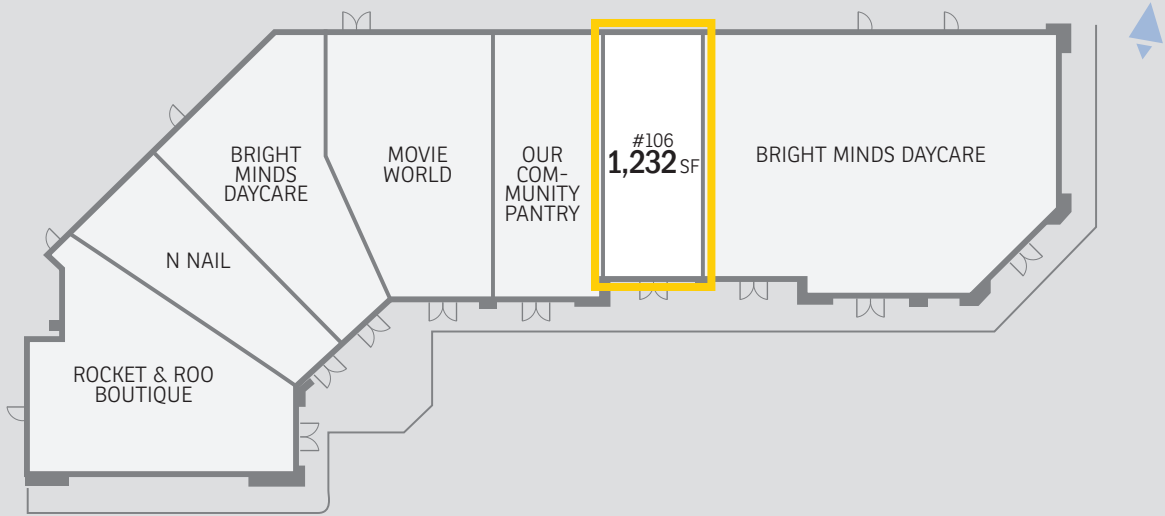 BRIGHT
MINDS
DAYCARE
MOVIE
WORLD
OUR
COM-
MUNITY
PANTRY
#106
1,232 SF
BRIGHT MINDS DAYCARE
N NAIL
ROCKET & ROO
BOUTIQUE